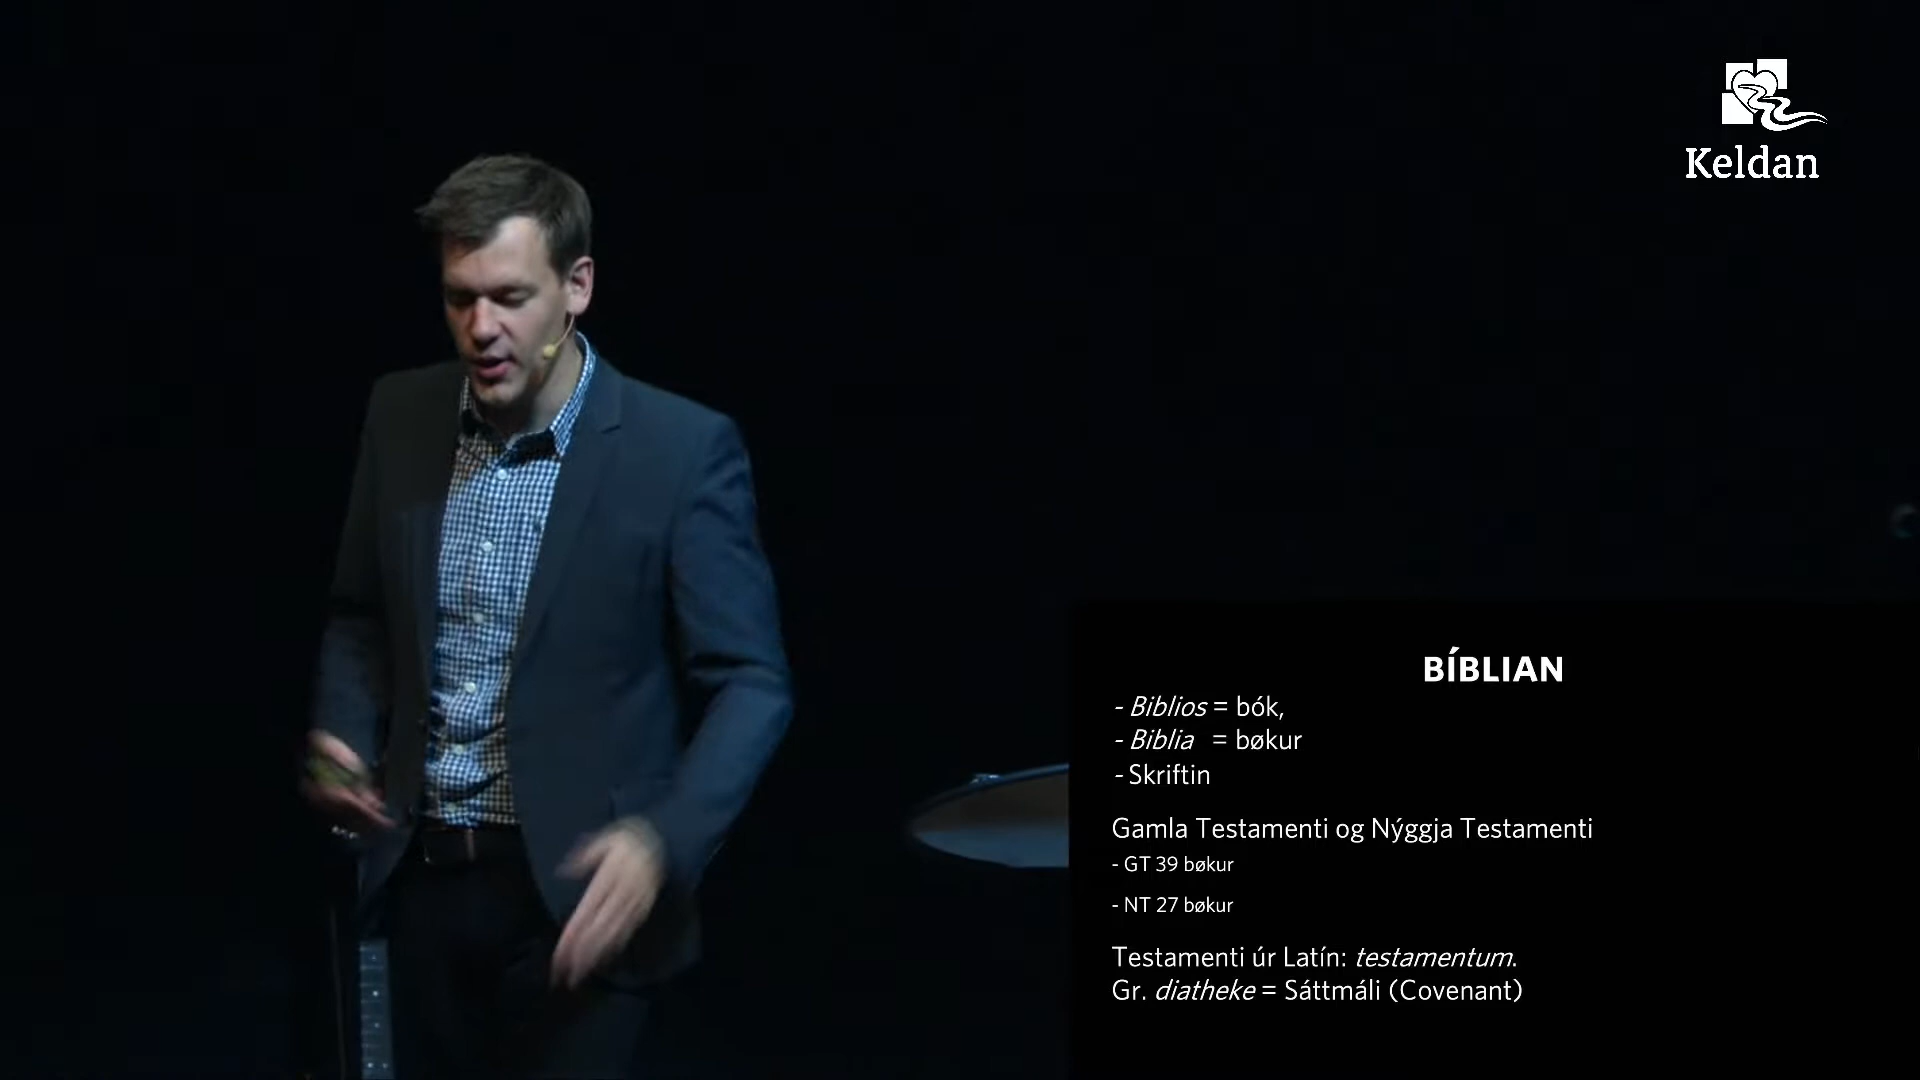 Keldan
BÍBLIAN
- Biblios = bók,
- Biblia = bøkur
- Skriftin
Gamla Testamenti og Nýggja Testamenti
- GT 39 bøkur
- NT 27 bøkur
Testamenti úr Latín: testamentum.
Gr. diatheke = Sáttmáli (Covenant)